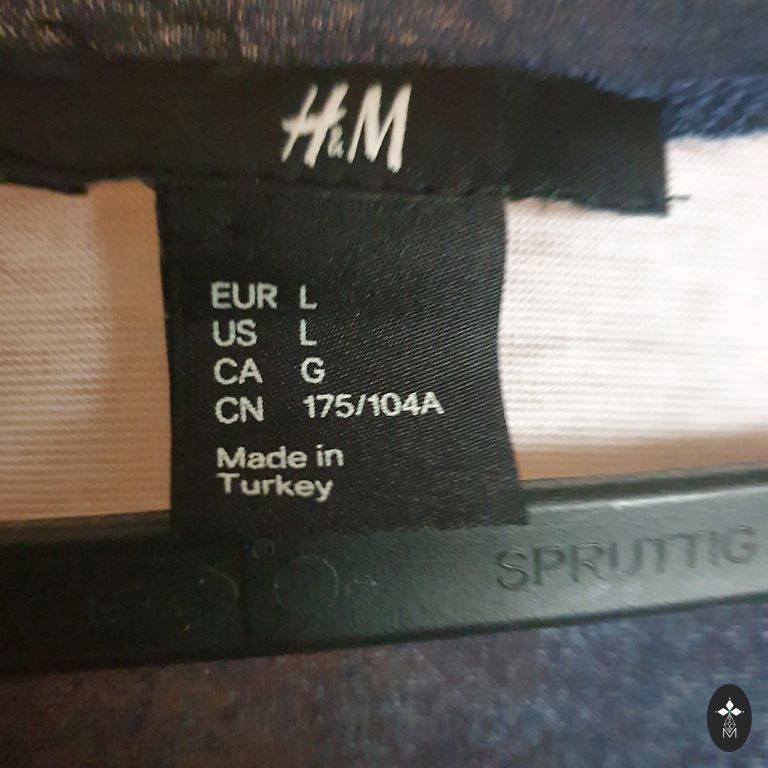 H&M
EUR L
US L
CA G
CN 175/104A
Made in
Turkey
SPRUTTIG
M